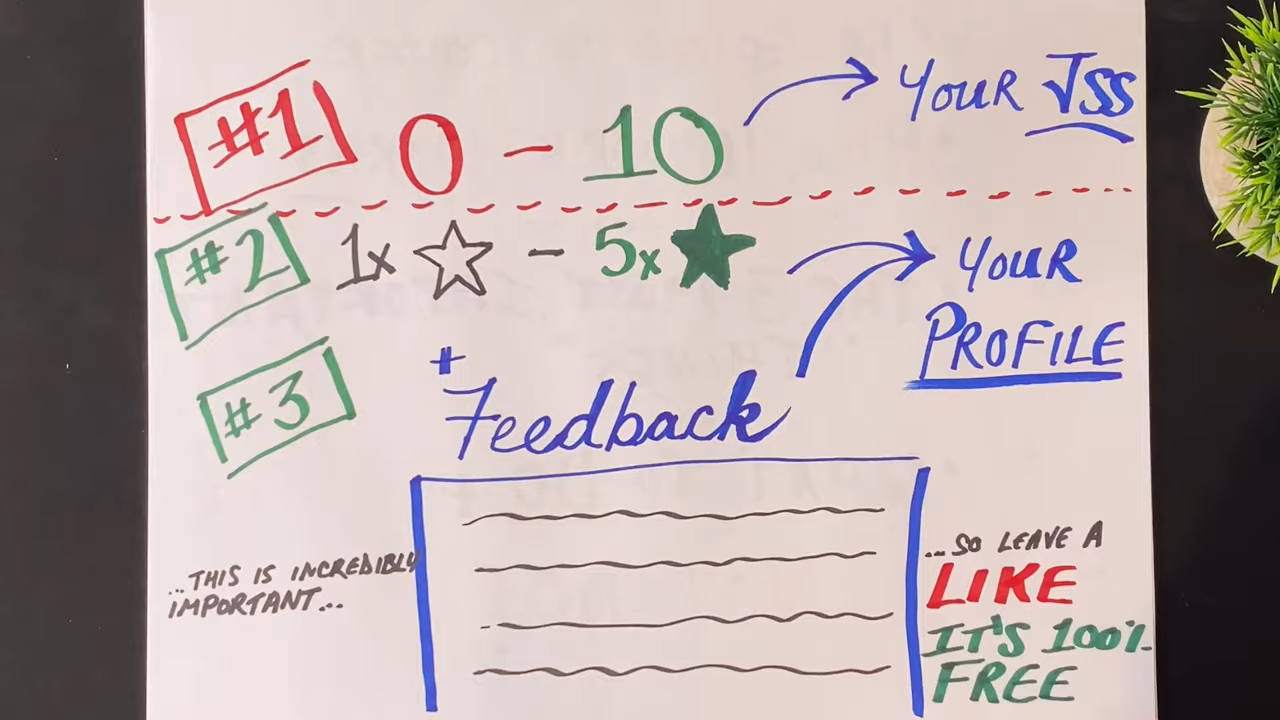 #1 0 - 10 YOUR JSS
#2 1x - 5x YOUR
PROFILE
#3 + Feedback
...THIS IS INCREDIBLY
IMPORTANT...
...SO LEAVE A
LIKE
IT'S 100%
FREE